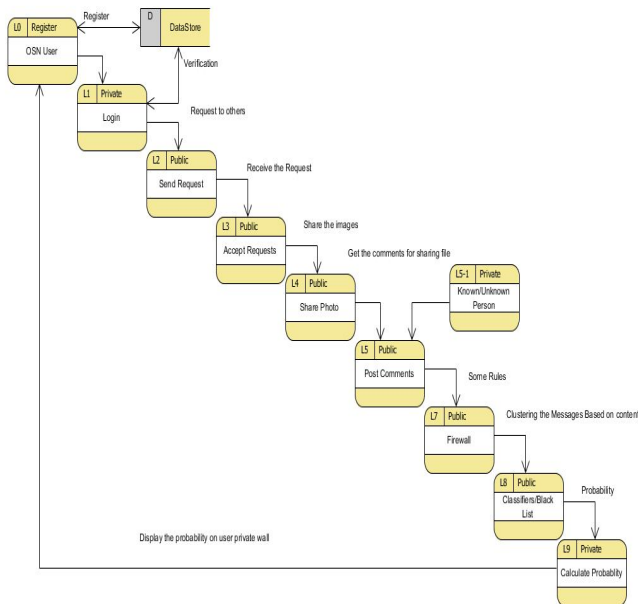 Register
L0 Register
OSN User
D
DataStore
Verification
L1 Private
Login
Request to others
L2 Public
Send Request
Receive the Request
L3 Public
Accept Requests
Share the images
L4 Public
Share Photo
Get the comments for sharing file
L5-1 Private
Known/Unknown
Person
L5 Public
Post Comments
Some Rules
L7 Public
Firewall
Clustering the Messages Based on content
L8 Public
Classifiers/Black
List
Probability
L9 Private
Calculate Probablity
Display the probability on user private wall